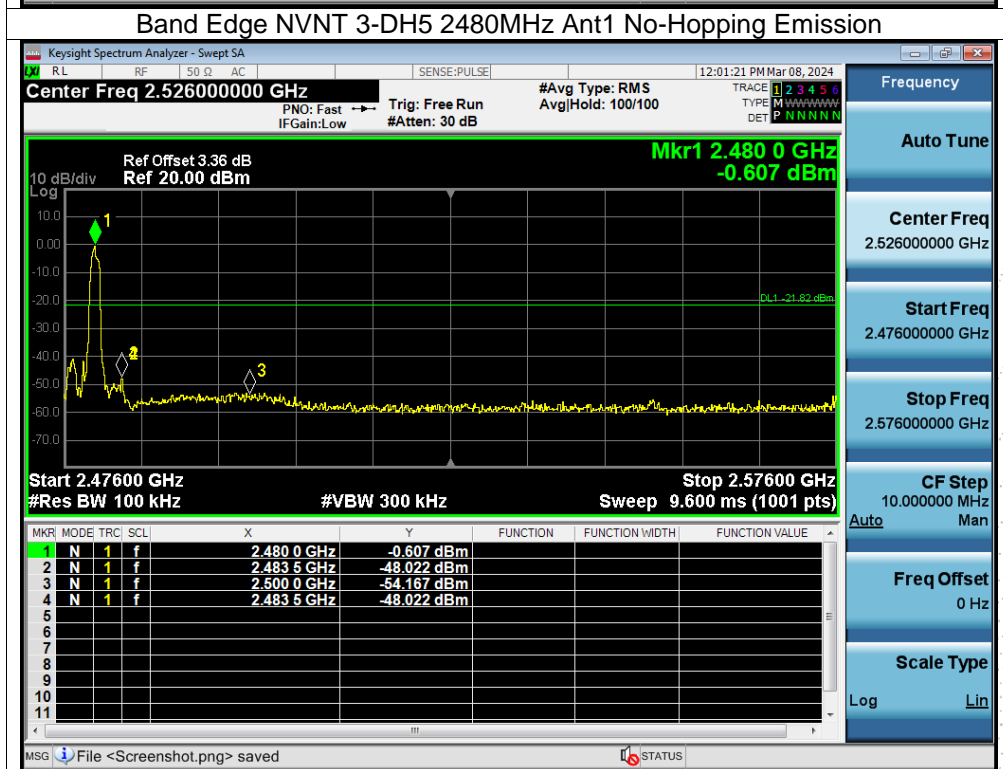 Band Edge NVNT 3-DH5 2480MHz Ant1 No-Hopping Emission
Keysight Spectrum Analyzer - Swept SA
LXI RL RF 50 Ω AC SENSE:PULSE 12:01:21 PM Mar 08, 2024
Center Freq 2.526000000 GHz
PNO: Fast
IFGain:Low
Trig: Free Run
#Atten: 30 dB
#Avg Type: RMS
Avg|Hold: 100/100
TRACE 1 2 3 4 5 6
TYPE M WWWWW
DET P N N N N N
Frequency
Mkr1 2.480 0 GHz
-0.607 dBm
Ref Offset 3.36 dB
10 dB/div Ref 20.00 dBm
Log
10.0
0.00
-10.0
-20.0
-30.0
-40.0
-50.0
-60.0
-70.0
1
2
3
DL1 -21.82 dBm
Start 2.47600 GHz Stop 2.57600 GHz
#Res BW 100 kHz #VBW 300 kHz Sweep 9.600 ms (1001 pts)
MKR MODE TRC SCL X Y FUNCTION FUNCTION WIDTH FUNCTION VALUE
1 N 1 f 2.480 0 GHz -0.607 dBm
2 N 1 f 2.483 5 GHz -48.022 dBm
3 N 1 f 2.500 0 GHz -54.167 dBm
4 N 1 f 2.483 5 GHz -48.022 dBm
5
6
7
8
9
10
11
Auto Tune
Center Freq
2.526000000 GHz
Start Freq
2.476000000 GHz
Stop Freq
2.576000000 GHz
CF Step
10.000000 MHz
Auto Man
Freq Offset
0 Hz
Scale Type
Log Lin
MSG File <Screenshot.png> saved STATUS